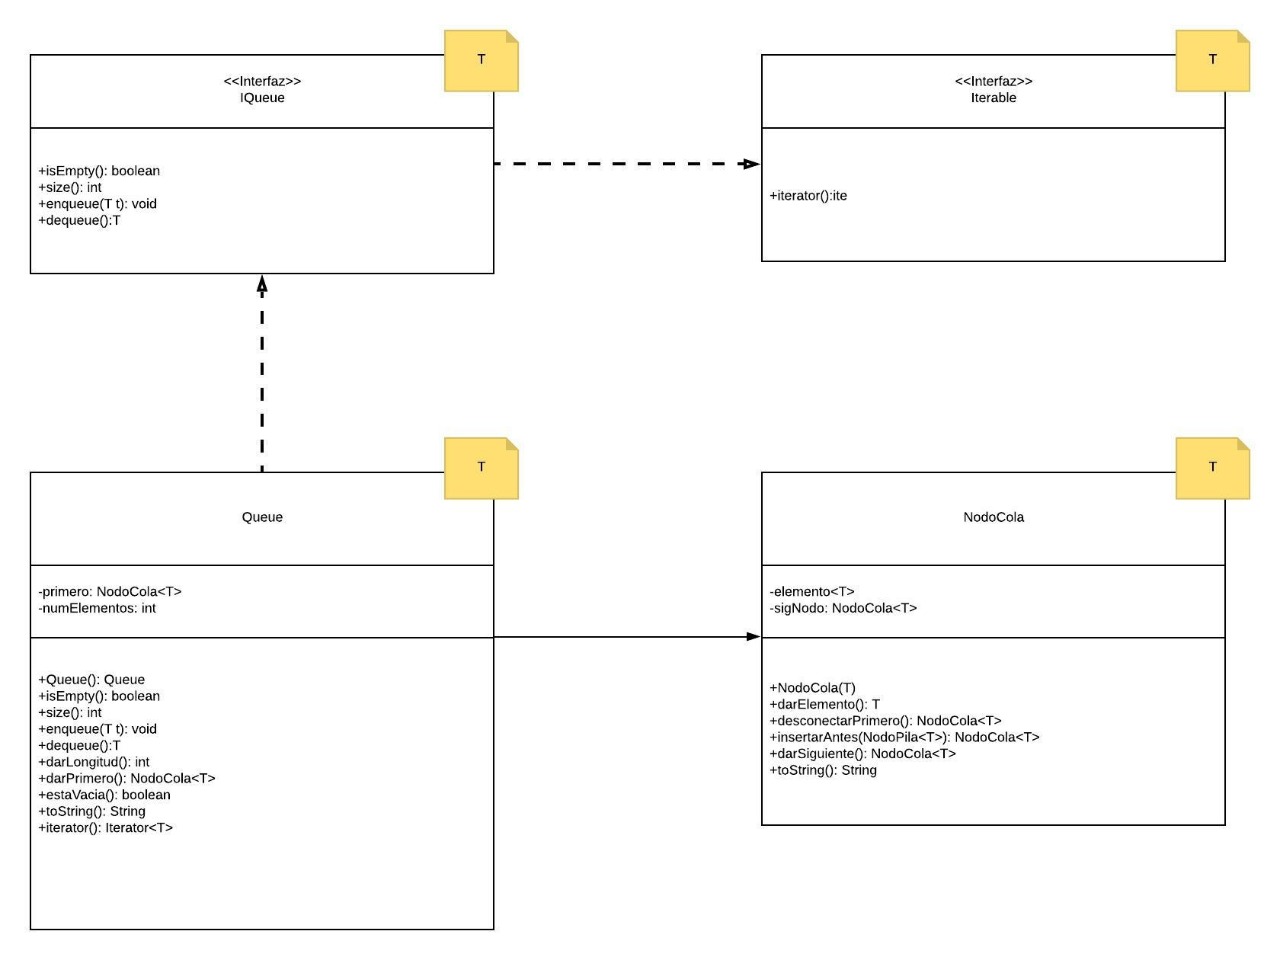 T
<<Interfaz>>
IQueue
+isEmpty(): boolean
+size(): int
+enqueue(T t): void
+dequeue():T
T
<<Interfaz>>
Iterable
+iterator():ite
T
Queue
-primero: NodoCola<T>
-numElementos: int
+Queue(): Queue
+isEmpty(): boolean
+size(): int
+enqueue(T t): void
+dequeue():T
+darLongitud(): int
+darPrimero(): NodoCola<T>
+estaVacia(): boolean
+toString(): String
+iterator(): Iterator<T>
T
NodoCola
-elemento<T>
-sigNodo: NodoCola<T>
+NodoCola(T)
+darElemento(): T
+desconectarPrimero(): NodoCola<T>
+insertarAntes(NodoPila<T>): NodoCola<T>
+darSiguiente(): NodoCola<T>
+toString(): String